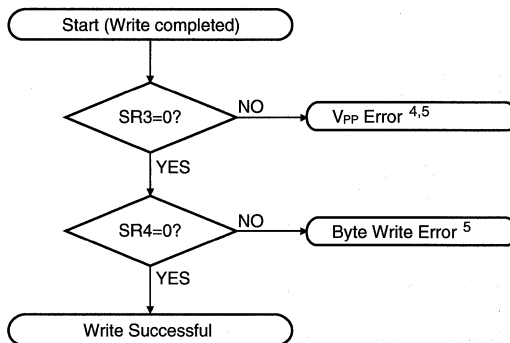 Start (Write completed)
SR3=0?
NO
VPP Error 4,5
YES
SR4=0?
NO
Byte Write Error 5
YES
Write Successful